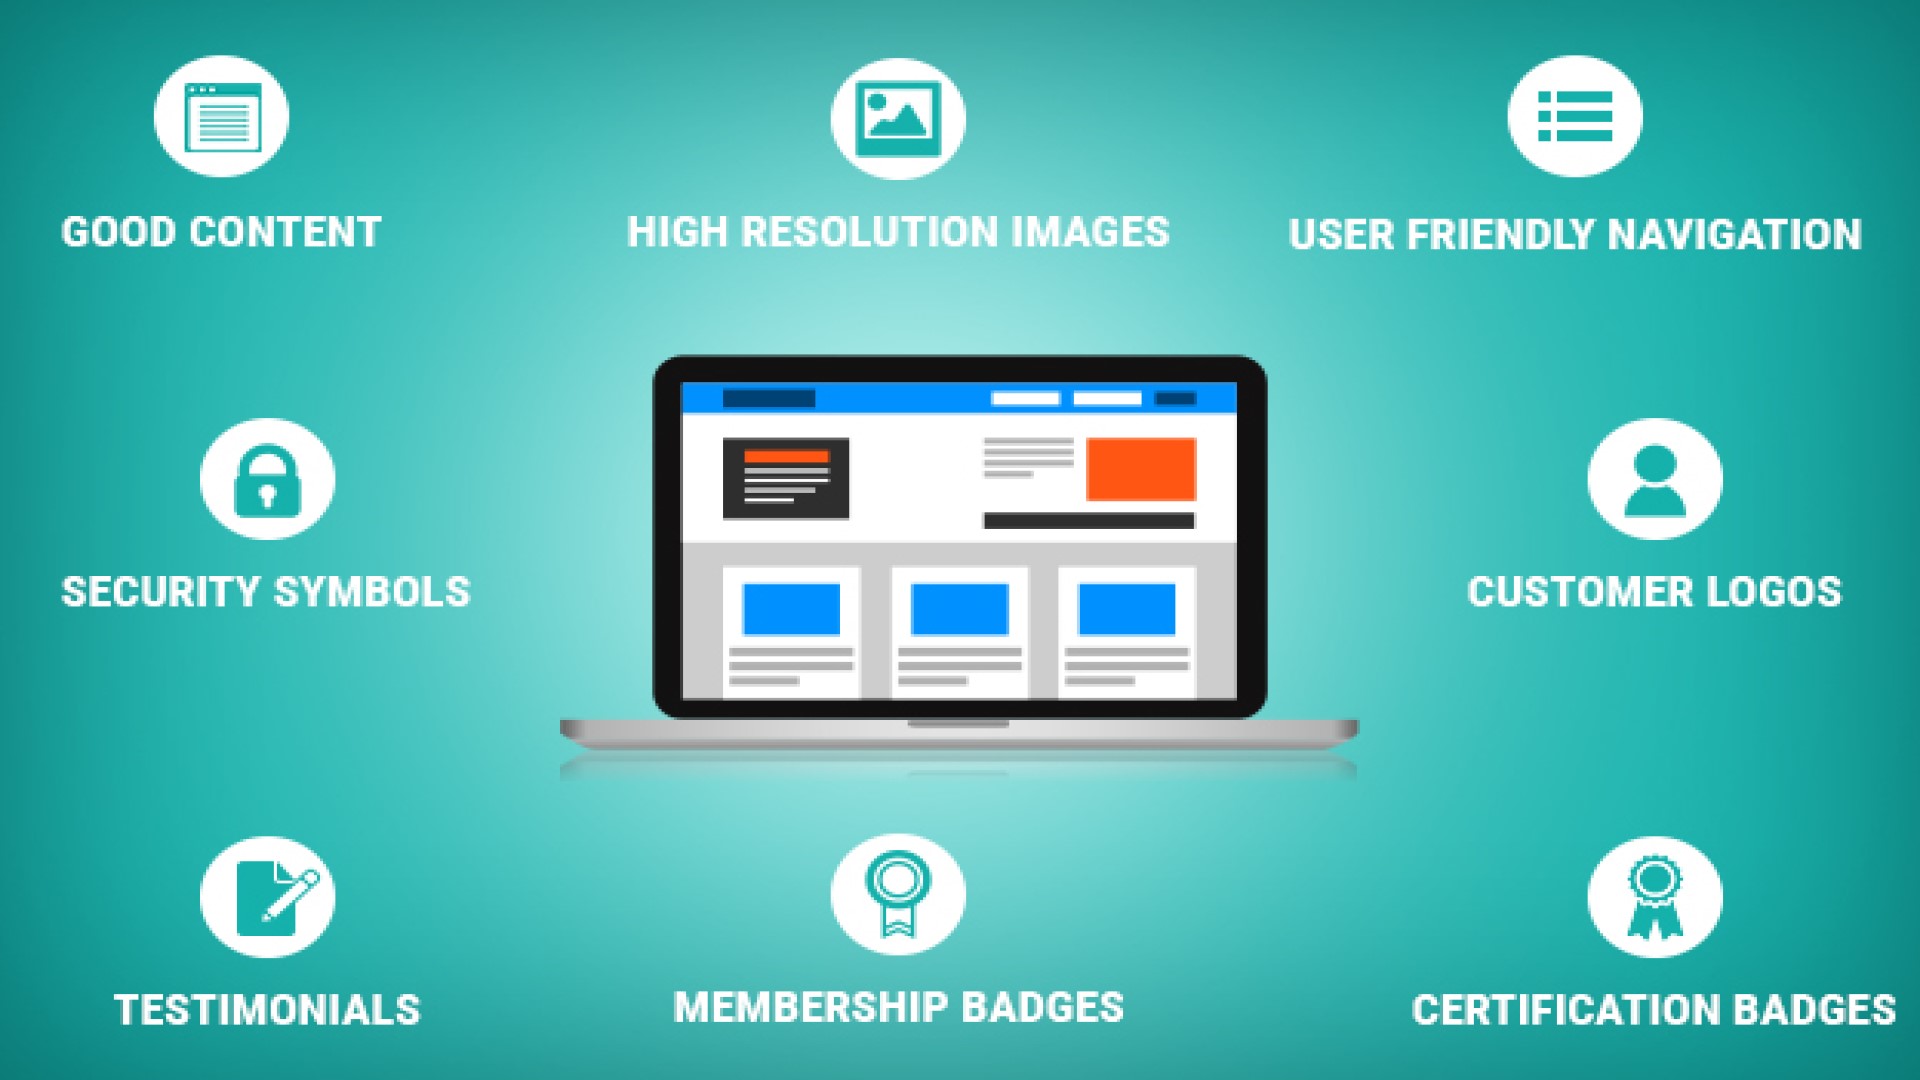 GOOD CONTENT
HIGH RESOLUTION IMAGES
USER FRIENDLY NAVIGATION
SECURITY SYMBOLS
CUSTOMER LOGOS
TESTIMONIALS
MEMBERSHIP BADGES
CERTIFICATION BADGES